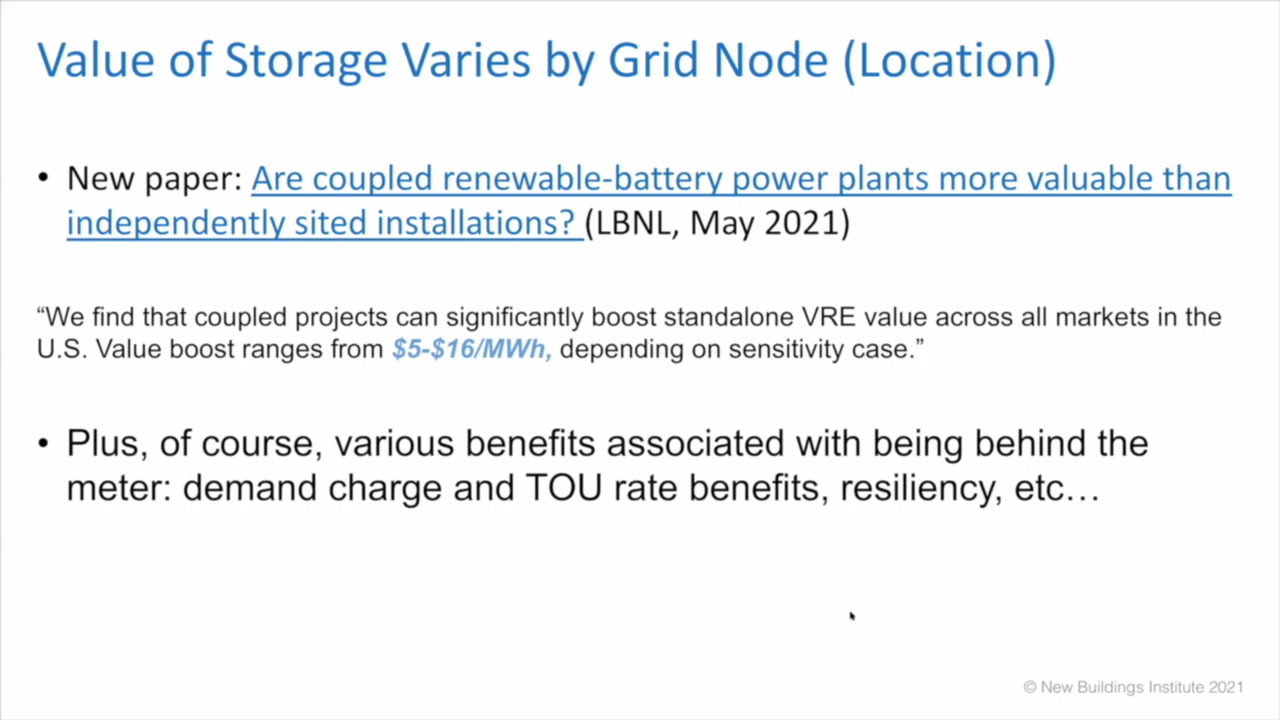 Value of Storage Varies by Grid Node (Location)
• New paper: Are coupled renewable-battery power plants more valuable than
independently sited installations? (LBNL, May 2021)
“We find that coupled projects can significantly boost standalone VRE value across all markets in the
U.S. Value boost ranges from $5-$16/MWh, depending on sensitivity case.”
• Plus, of course, various benefits associated with being behind the
meter: demand charge and TOU rate benefits, resiliency, etc…
© New Buildings Institute 2021